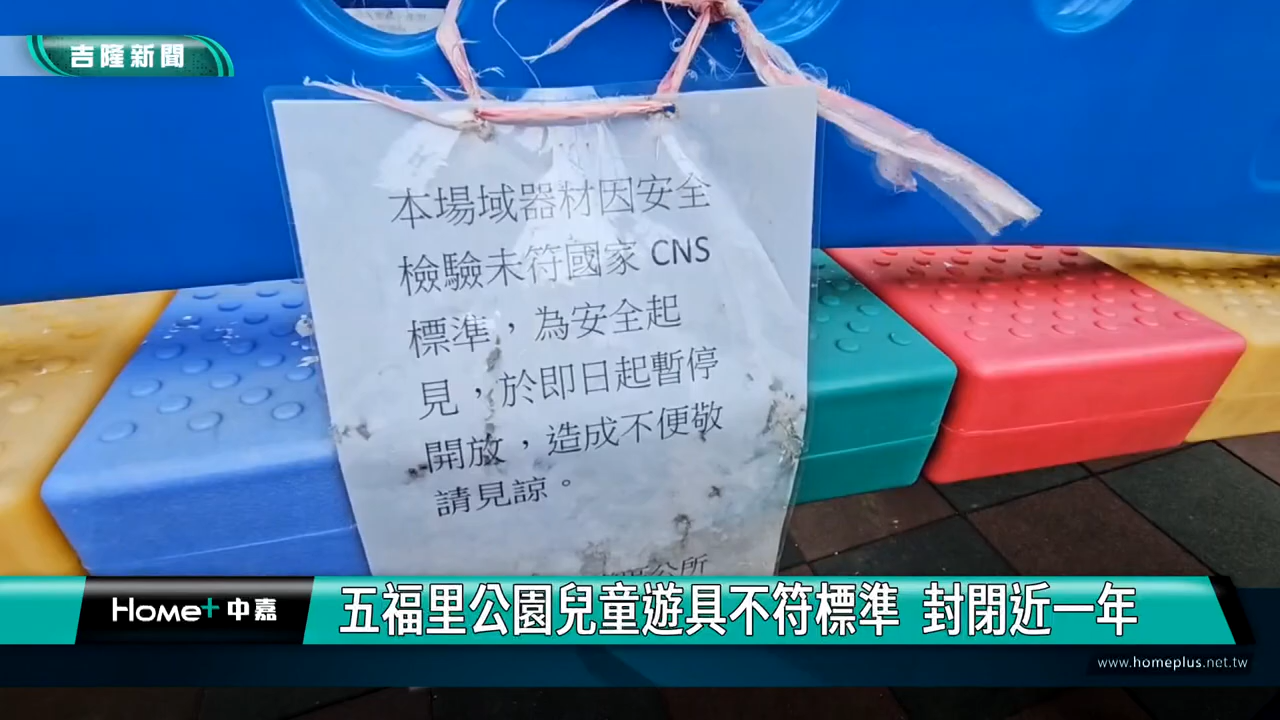 吉隆新聞
本場域器材因安全
檢驗未符國家 CNS
標準，為安全起
見，於即日起暫停
開放，造成不便敬
請見諒。
公所
Home+ 中嘉
五福里公園兒童遊具不符標準 封閉近一年
www.homeplus.net.tw